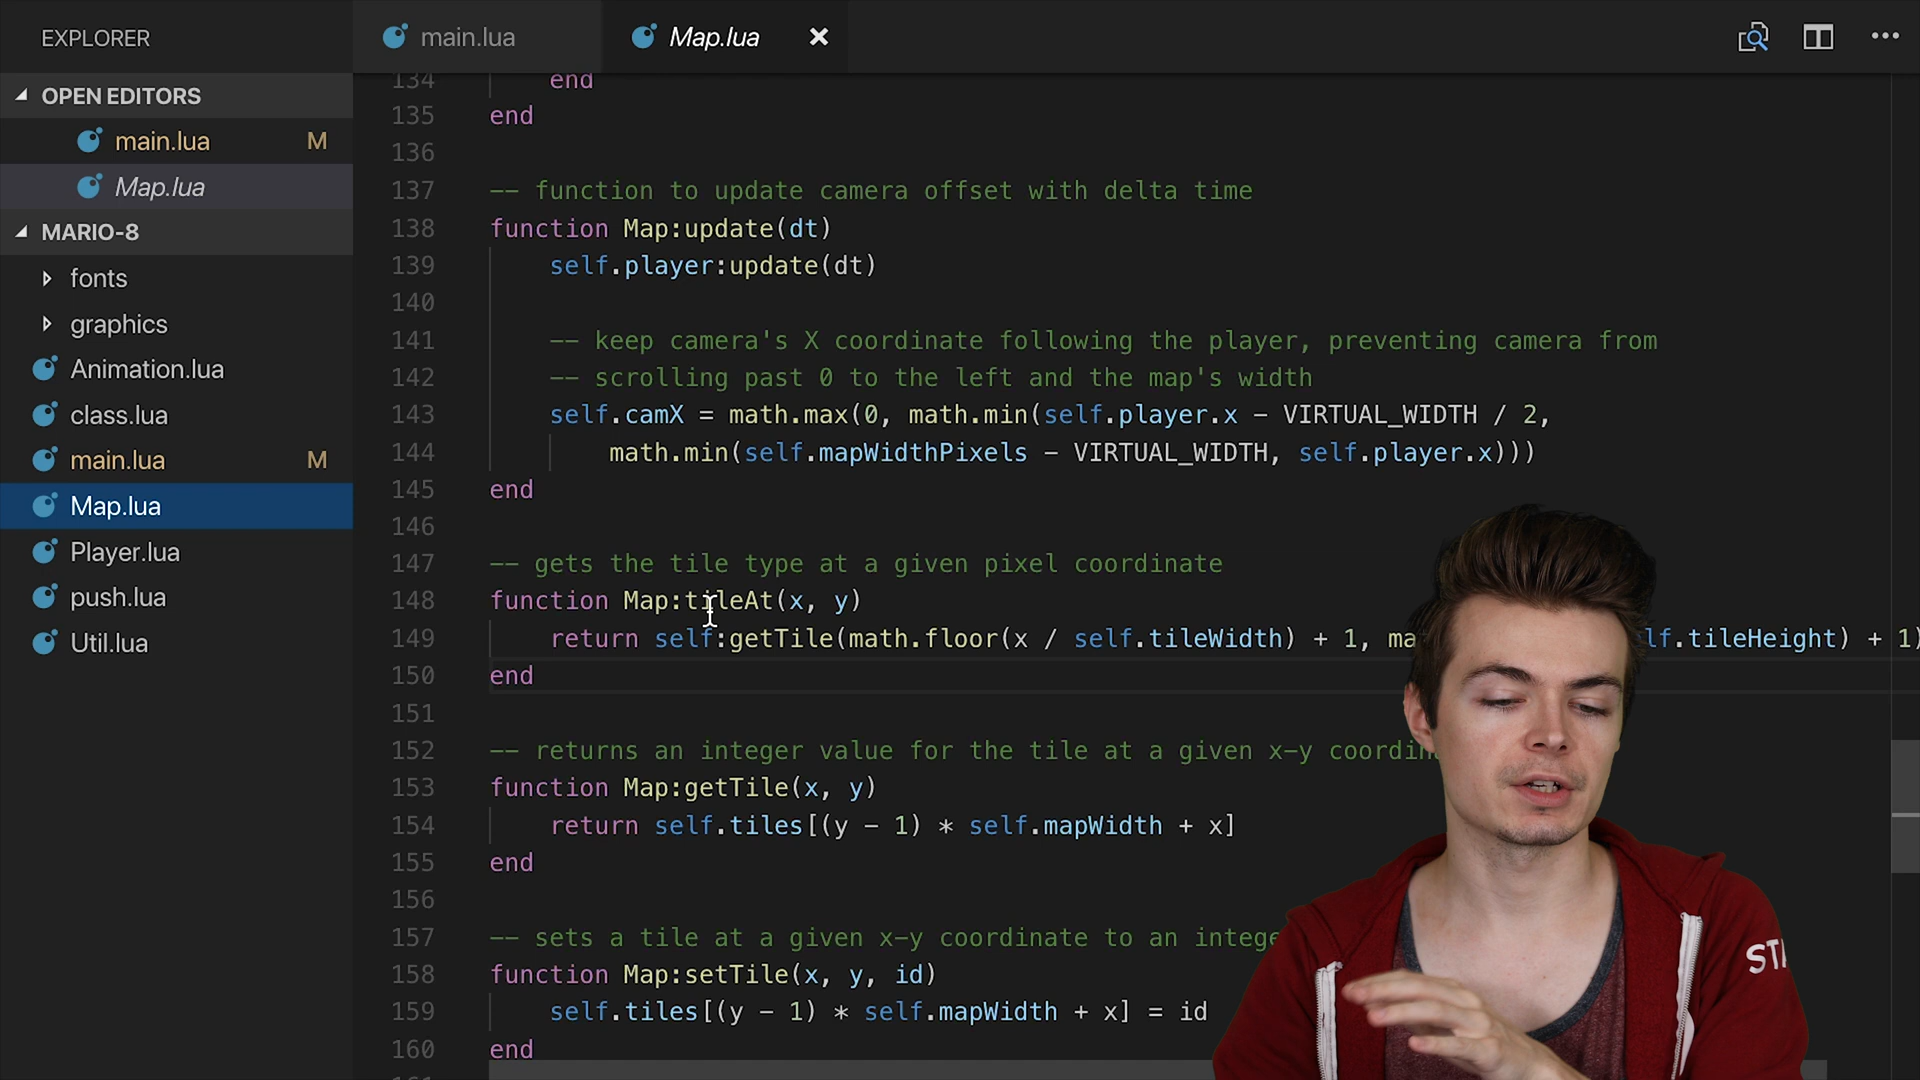 EXPLORER
main.lua
Map.lua
OPEN EDITORS
main.lua M
Map.lua
MARIO-8
fonts
graphics
Animation.lua
class.lua
main.lua M
Map.lua
Player.lua
push.lua
Util.lua
134 end
135 end
136
137 -- function to update camera offset with delta time
138 function Map:update(dt)
139 self.player:update(dt)
140
141 -- keep camera's X coordinate following the player, preventing camera from
142 -- scrolling past 0 to the left and the map's width
143 self.camX = math.max(0, math.min(self.player.x - VIRTUAL_WIDTH / 2,
144 math.min(self.mapWidthPixels - VIRTUAL_WIDTH, self.player.x)))
145 end
146
147 -- gets the tile type at a given pixel coordinate
148 function Map:tileAt(x, y)
149 return self:getTile(math.floor(x / self.tileWidth) + 1, ma lf.tileHeight) + 1)
150 end
151
152 -- returns an integer value for the tile at a given x-y coordin
153 function Map:getTile(x, y)
154 return self.tiles[(y - 1) * self.mapWidth + x]
155 end
156
157 -- sets a tile at a given x-y coordinate to an intege
158 function Map:setTile(x, y, id)
159 self.tiles[(y - 1) * self.mapWidth + x] = id
160 end